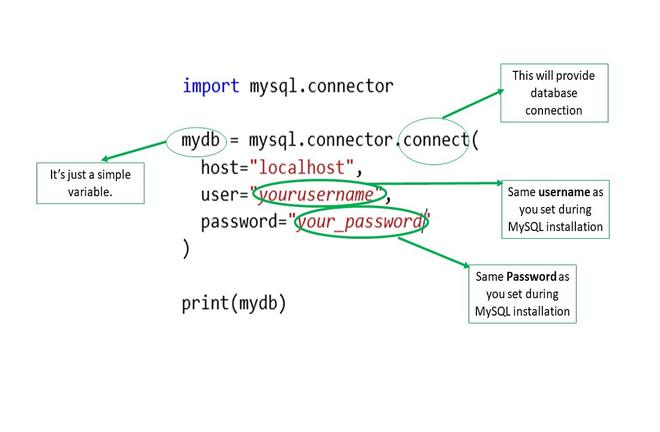 import mysql.connector
This will provide
database
connection
mydb = mysql.connector.connect(
It's just a simple
variable.
host="localhost",
user="yourusername",
Same username as
you set during
MySQL installation
password="your_password"
)
Same Password as
you set during
MySQL installation
print(mydb)